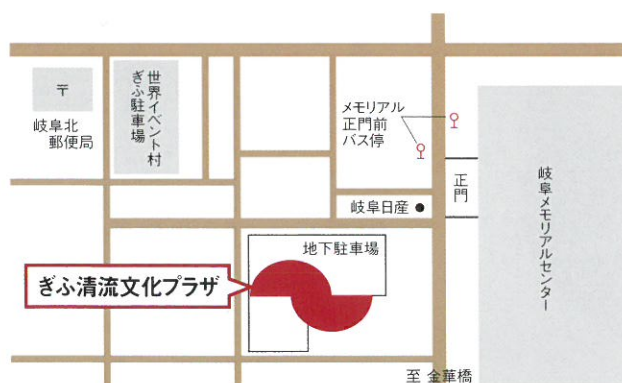 〒
岐阜北
郵便局
世界イベント村
ぎふ駐車場
メモリアル
正門前
バス停
正門
岐阜日産
岐阜メモリアルセンター
地下駐車場
ぎふ清流文化プラザ
至 金華橋